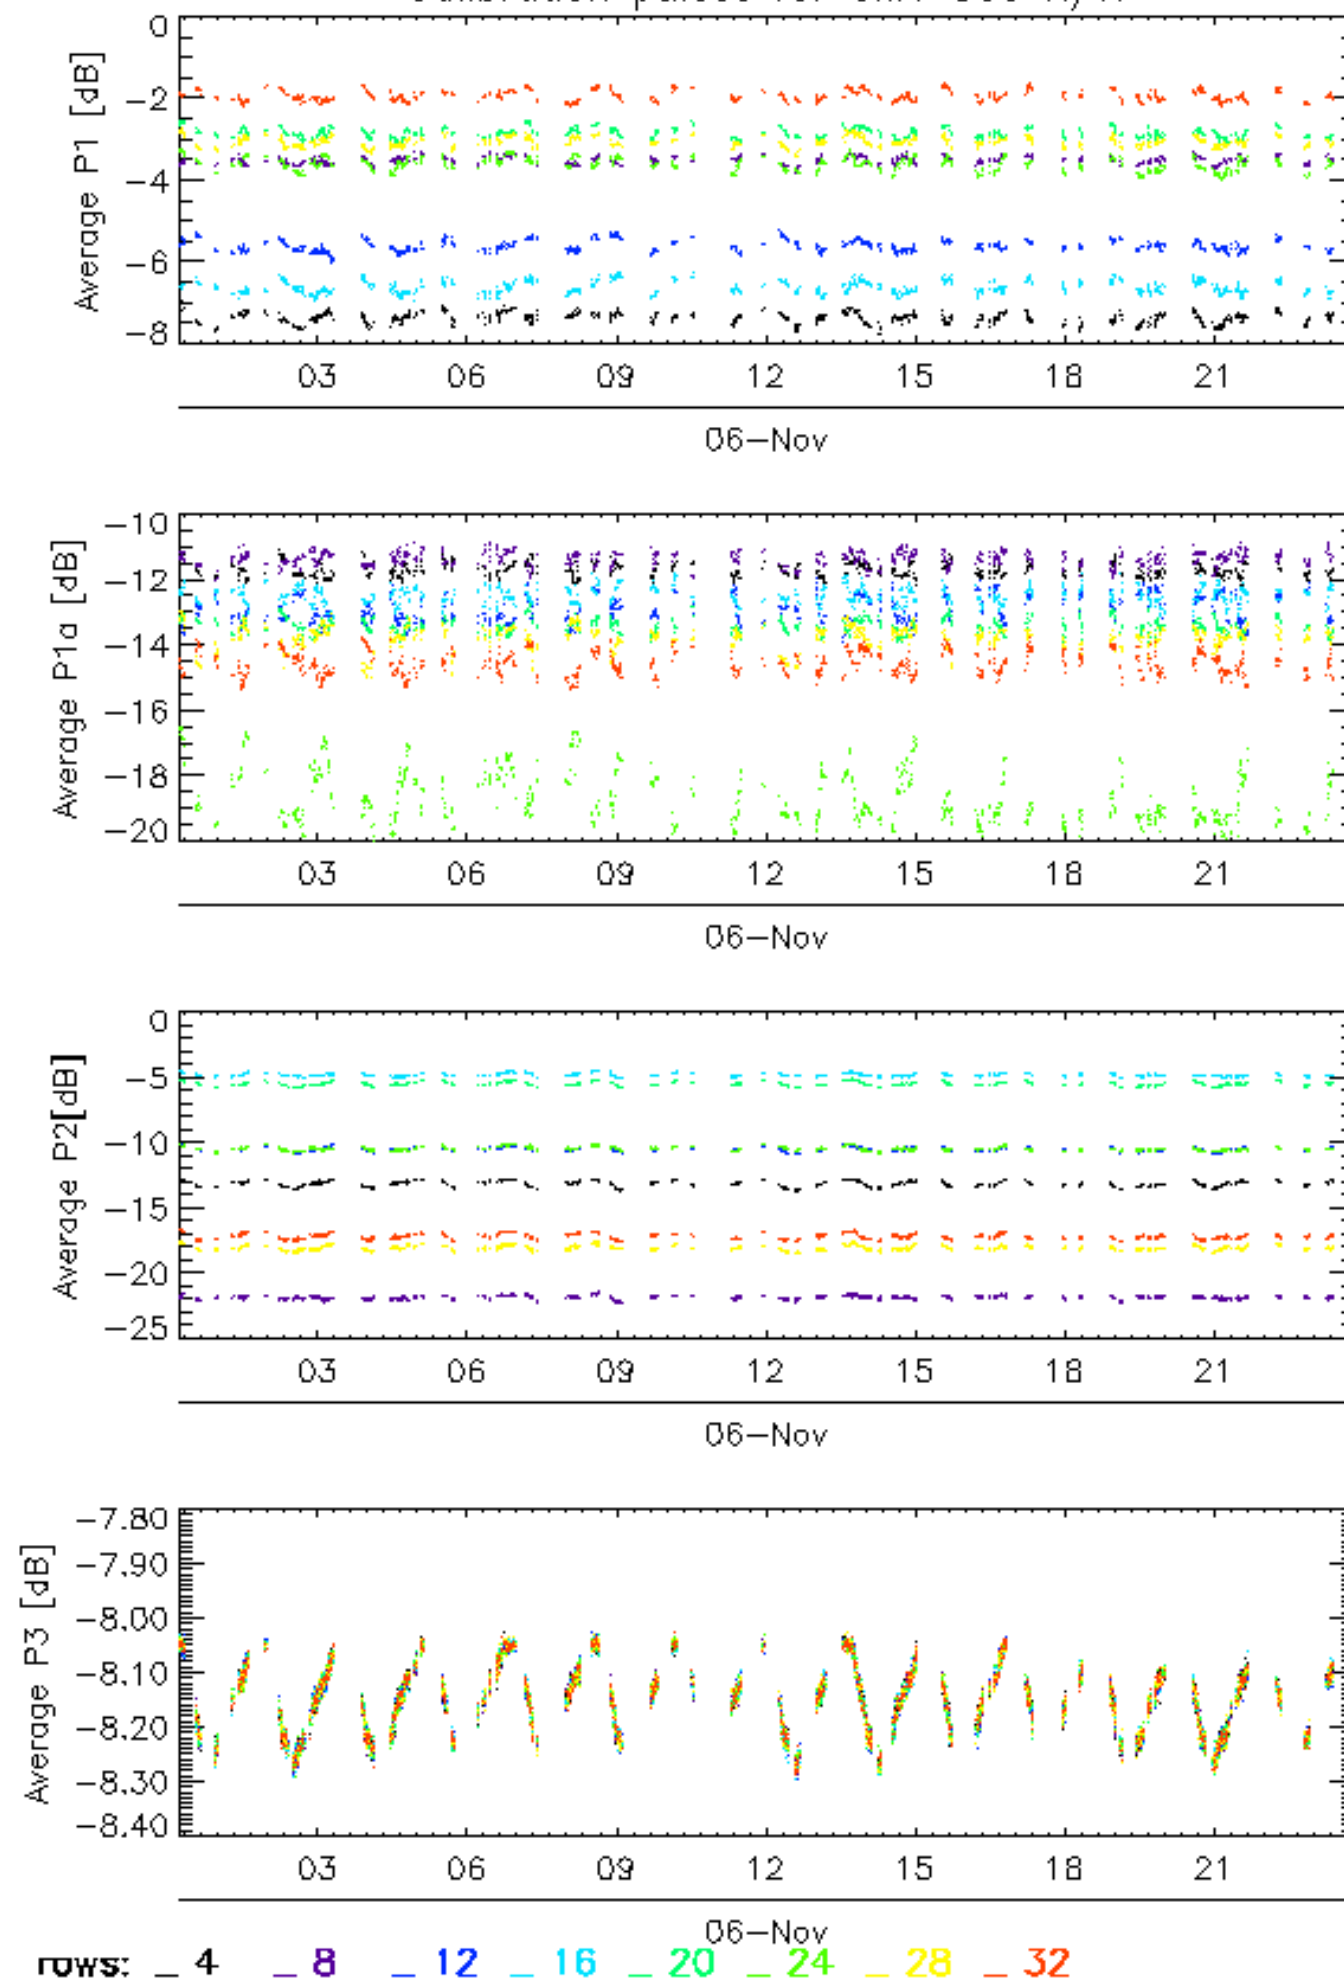 0
−2
−4
−6
−8
Average P1 [dB]
03 06 09 12 15 18 21
06−Nov
−10
−12
−14
−16
−18
−20
Average P1a [dB]
03 06 09 12 15 18 21
06−Nov
0
−5
−10
−15
−20
−25
Average P2[dB]
03 06 09 12 15 18 21
06−Nov
−7.80
−7.90
−8.00
−8.10
−8.20
−8.30
−8.40
Average P3 [dB]
03 06 09 12 15 18 21
06−Nov
rows: _ 4 _ 8 _ 12 _ 16 _ 20 _ 24 _ 28 _ 32